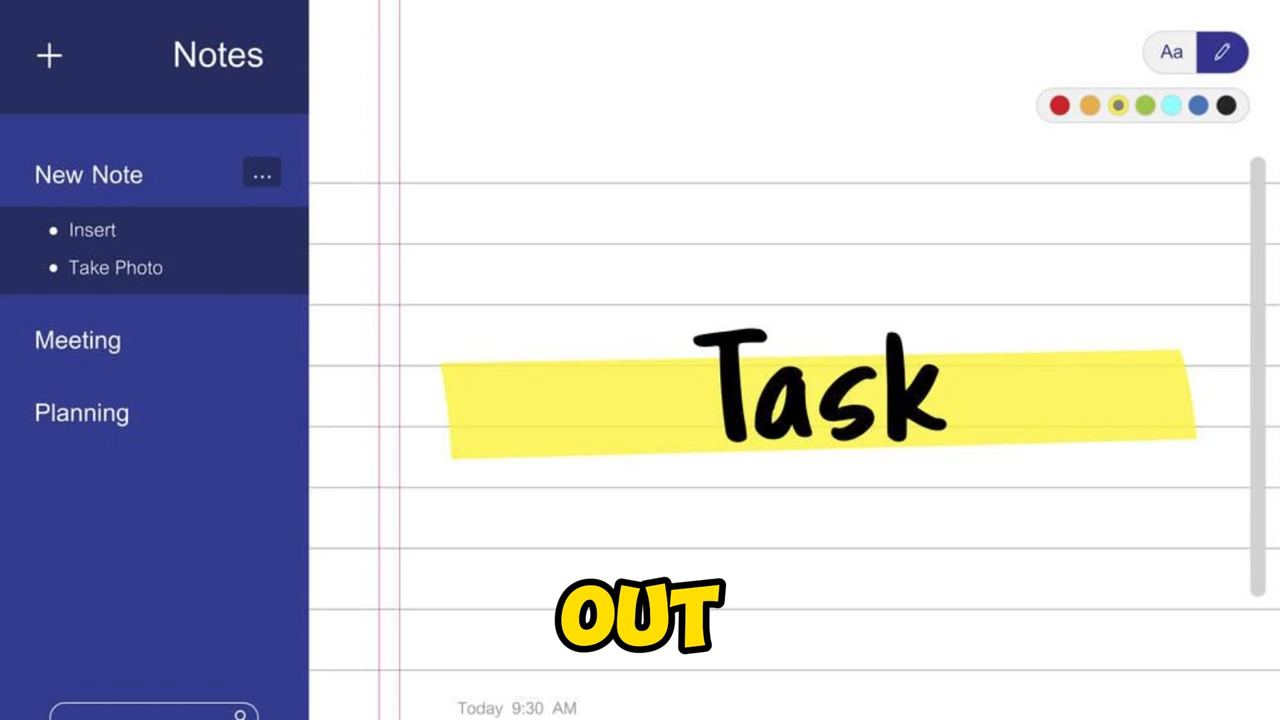 Notes
Aa
New Note
...
Insert
Take Photo
Meeting
Planning
Task
OUT
Today 9:30 AM